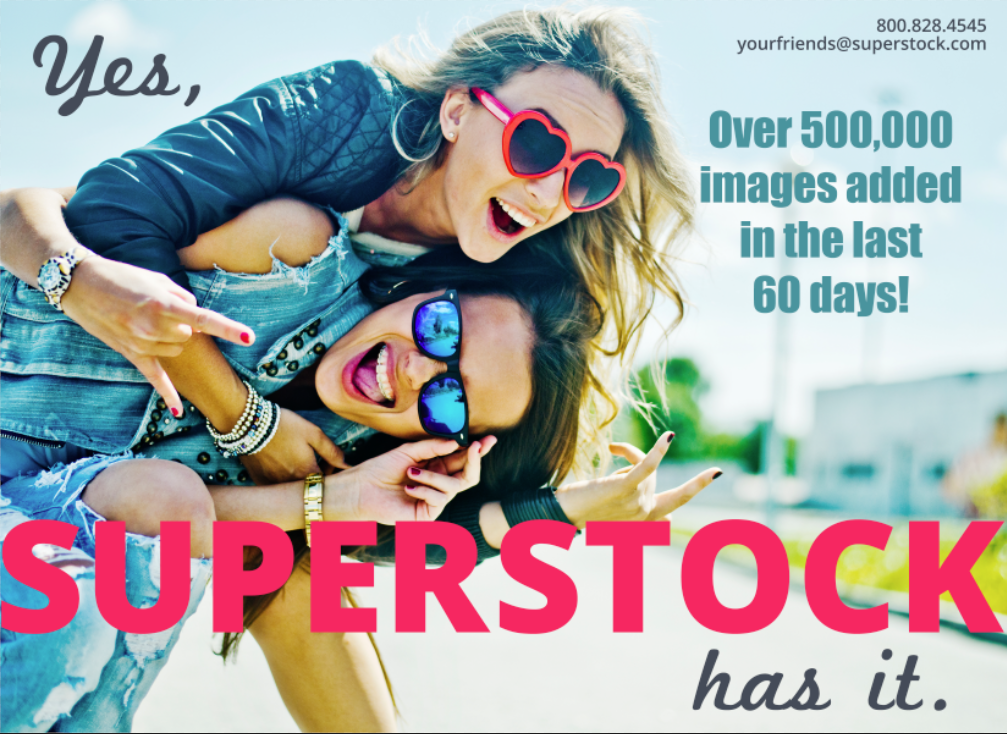 Yes,
800.828.4545
yourfriends@superstock.com
Over 500,000
images added
in the last
60 days!
SUPERSTOCK
has it.